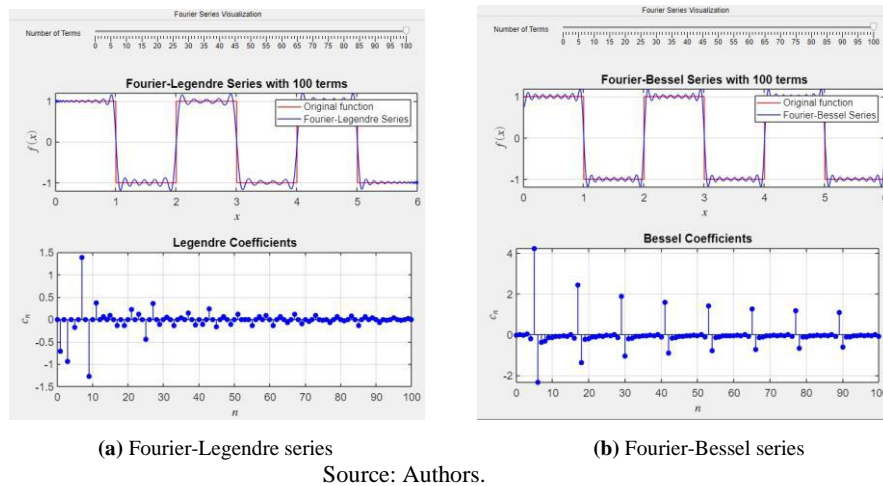 Fourier Series Visualization
Number of Terms
0 5 10 15 20 25 30 35 40 45 50 55 60 65 70 75 80 85 90 95 100
Fourier-Legendre Series with 100 terms
Original function
Fourier-Legendre Series
f(x)
1
0
-1
0 1 2 3 4 5 6
x
Legendre Coefficients
c_n
1.5
1
0.5
0
-0.5
-1
-1.5
0 10 20 30 40 50 60 70 80 90 100
n
(a) Fourier-Legendre series
Fourier Series Visualization
Number of Terms
0 5 10 15 20 25 30 35 40 45 50 55 60 65 70 75 80 85 90 95 100
Fourier-Bessel Series with 100 terms
Original function
Fourier-Bessel Series
f(x)
1
0
-1
0 1 2 3 4 5 6
x
Bessel Coefficients
c_n
4
2
0
-2
0 10 20 30 40 50 60 70 80 90 100
n
(b) Fourier-Bessel series
Source: Authors.